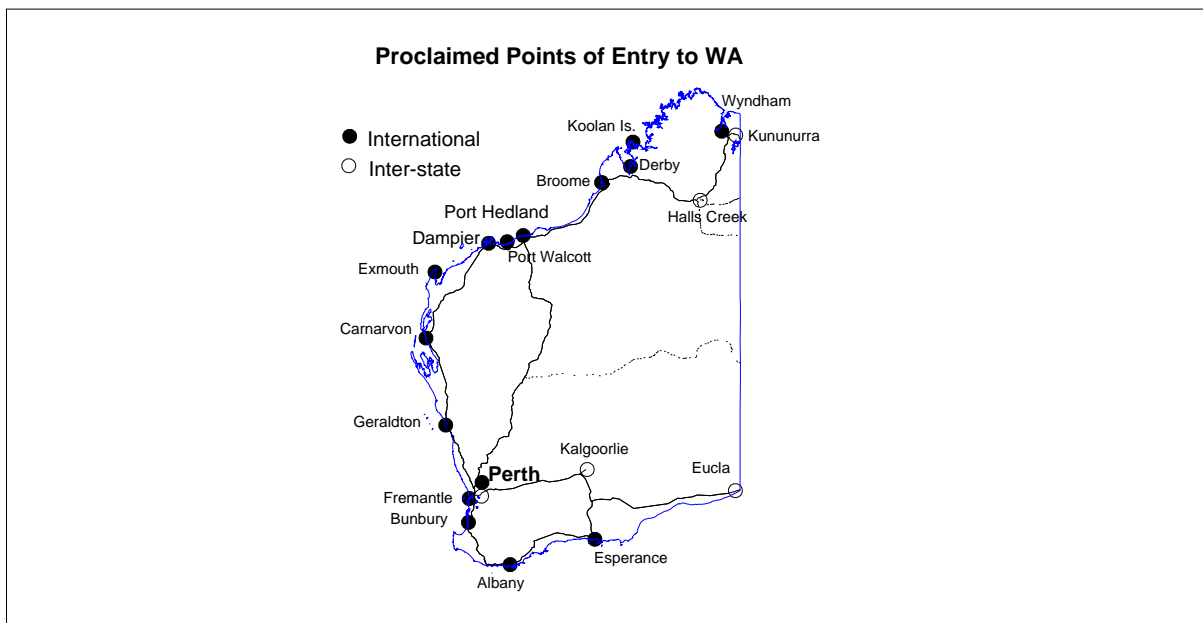 Proclaimed Points of Entry to WA
Wyndham
Koolan Is.
International
Kununurra
Inter-state
Derby
Broome
Halls Creek
Port Hedland
Dampier
Port Walcott
Exmouth
Carnarvon
Geraldton
Kalgoorlie
Perth
Eucla
Fremantle
Bunbury
Esperance
Albany